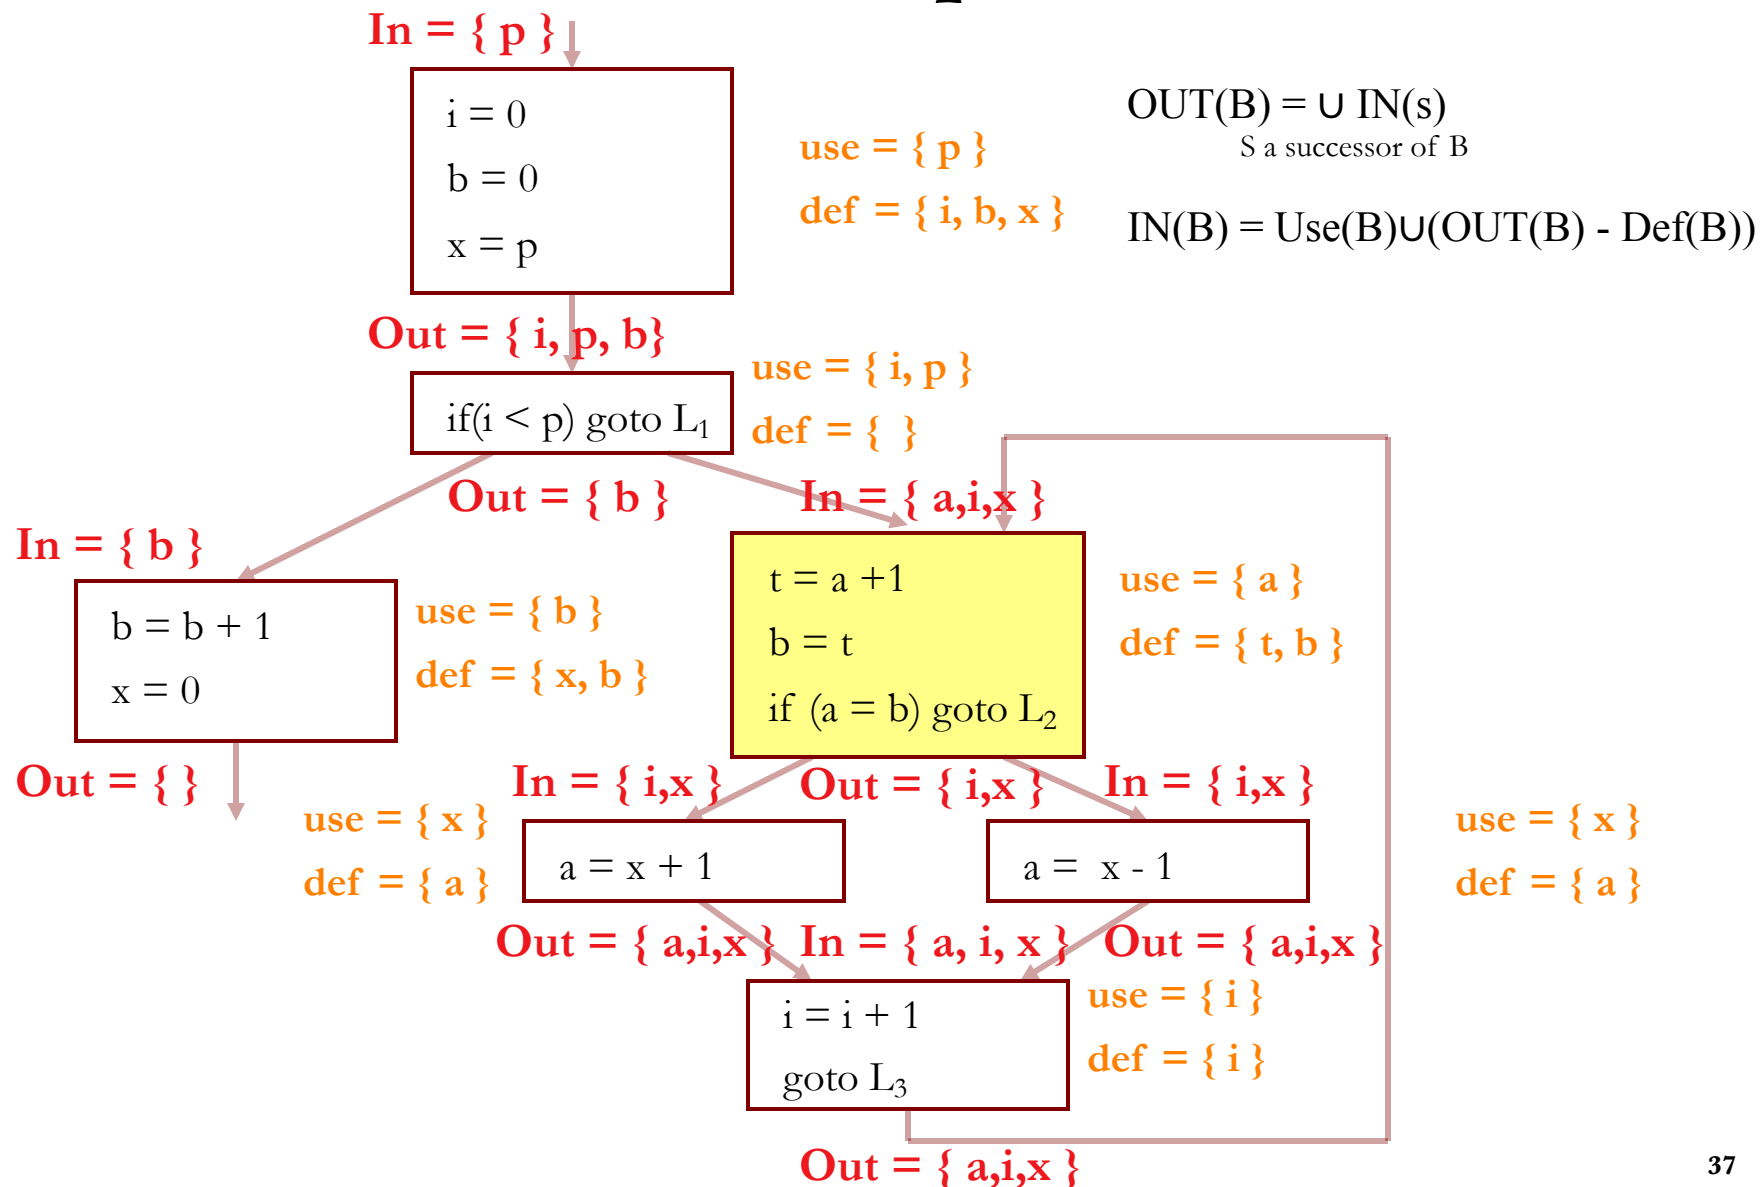 In = { p }
i = 0
b = 0
x = p
use = { p }
def = { i, b, x }
OUT(B) = ∪ IN(s)
S a successor of B
IN(B) = Use(B)∪(OUT(B) - Def(B))
Out = { i, p, b}
if(i < p) goto L₁
use = { i, p }
def = { }
Out = { b }
In = { a,i,x }
In = { b }
b = b + 1
x = 0
use = { b }
def = { x, b }
t = a +1
b = t
if (a = b) goto L₂
use = { a }
def = { t, b }
Out = { }
In = { i,x }
Out = { i,x }
In = { i,x }
use = { x }
def = { a }
a = x + 1
a = x - 1
use = { x }
def = { a }
Out = { a,i,x }
In = { a, i, x }
Out = { a,i,x }
i = i + 1
goto L₃
use = { i }
def = { i }
Out = { a,i,x }
37